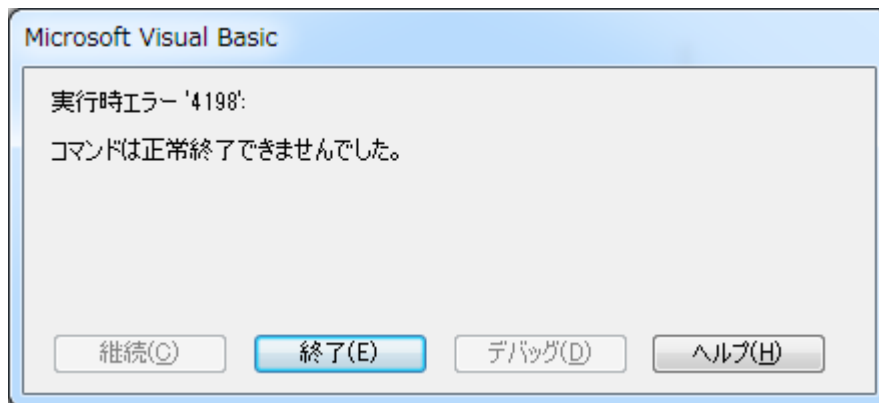 Microsoft Visual Basic
実行時エラー '4198':
コマンドは正常終了できませんでした。
継続(C)
終了(E)
デバッグ(D)
ヘルプ(H)